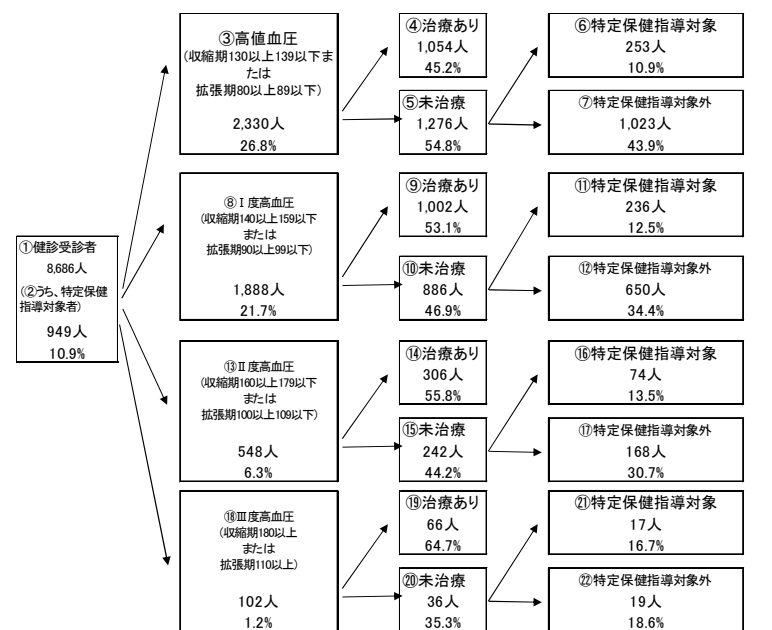 ①健診受診者
8,686人
(②うち、特定保健
指導対象者)
949人
10.9%
③高値血圧
(収縮期130以上139以下ま
たは
拡張期80以上89以下)
2,330人
26.8%
④治療あり
1,054人
45.2%
⑤未治療
1,276人
54.8%
⑥特定保健指導対象
253人
10.9%
⑦特定保健指導対象外
1,023人
43.9%
⑧Ⅰ度高血圧
(収縮期140以上159以下
または
拡張期90以上99以下)
1,888人
21.7%
⑨治療あり
1,002人
53.1%
⑩未治療
886人
46.9%
⑪特定保健指導対象
236人
12.5%
⑫特定保健指導対象外
650人
34.4%
⑬Ⅱ度高血圧
(収縮期160以上179以下
または
拡張期100以上109以下)
548人
6.3%
⑭治療あり
306人
55.8%
⑮未治療
242人
44.2%
⑯特定保健指導対象
74人
13.5%
⑰特定保健指導対象外
168人
30.7%
⑱Ⅲ度高血圧
(収縮期180以上
または
拡張期110以上)
102人
1.2%
⑲治療あり
66人
64.7%
⑳未治療
36人
35.3%
㉑特定保健指導対象
17人
16.7%
㉒特定保健指導対象外
19人
18.6%